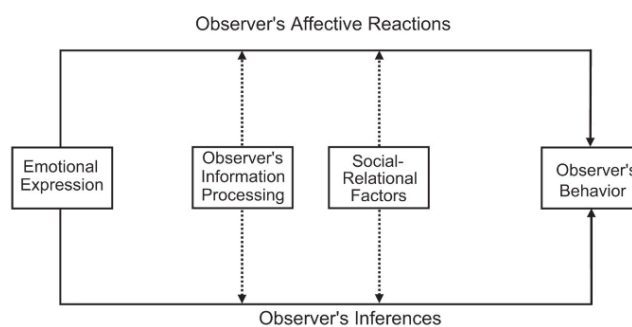 Observer's Affective Reactions
Emotional
Expression
Observer's
Information
Processing
Social-
Relational
Factors
Observer's
Behavior
Observer's Inferences